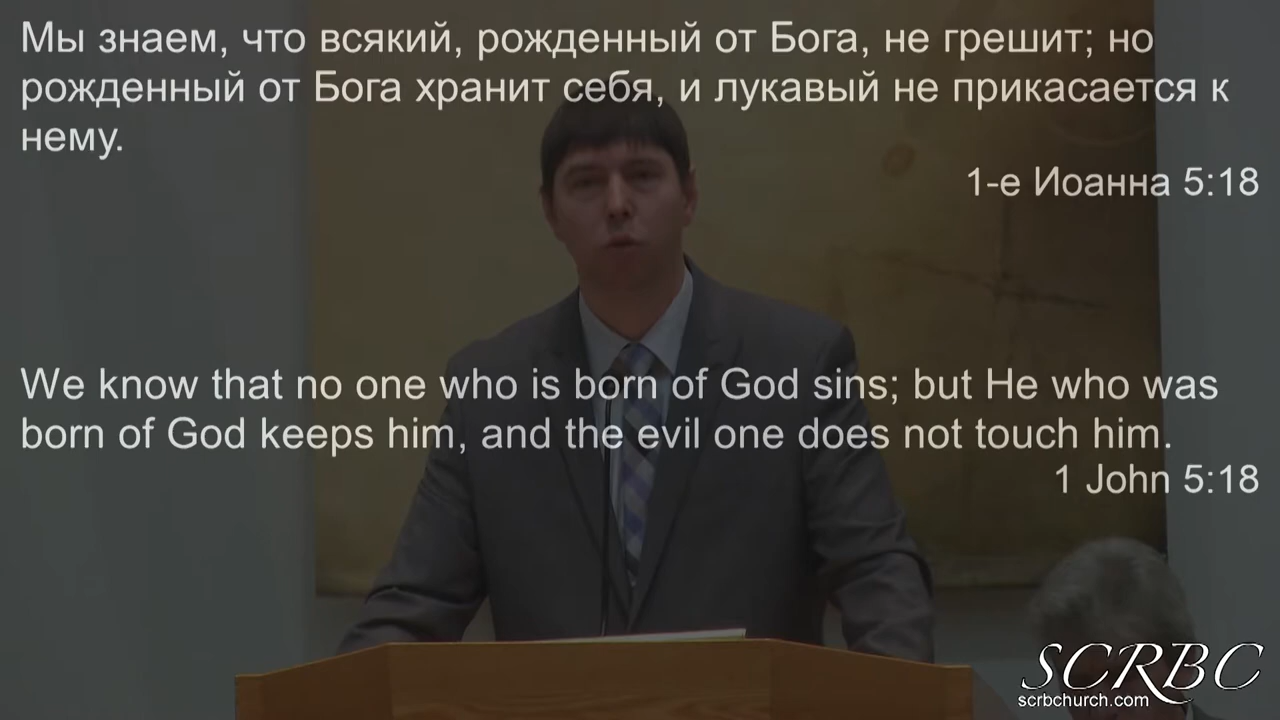 Мы знаем, что всякий, рожденный от Бога, не грешит; но
рожденный от Бога хранит себя, и лукавый не прикасается к
нему.
1-е Иоанна 5:18
We know that no one who is born of God sins; but He who was
born of God keeps him, and the evil one does not touch him.
1 John 5:18
SCRBC
scrbchurch.com